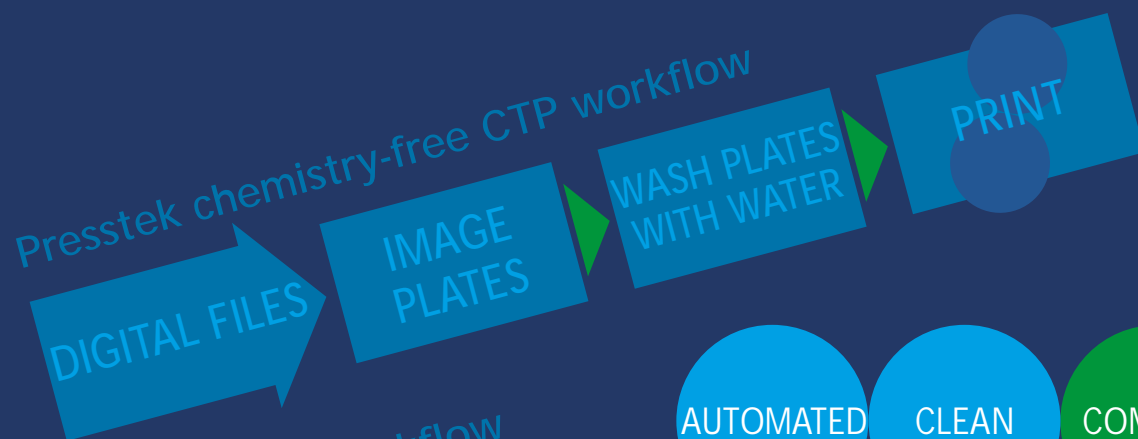 Presstek chemistry-free CTP workflow
DIGITAL FILES
IMAGE
PLATES
WASH PLATES
WITH WATER
PRINT
AUTOMATED
CLEAN